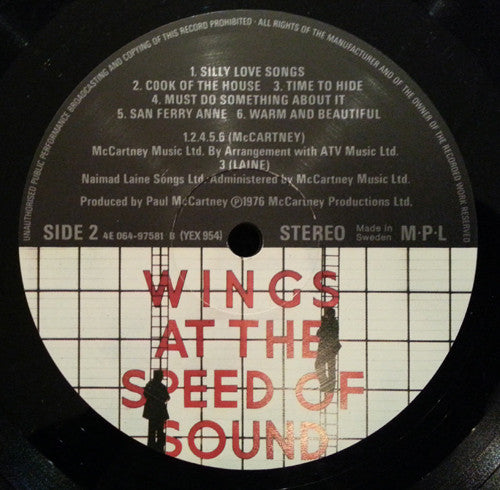 UNAUTHORISED PUBLIC PERFORMANCE BROADCASTING AND COPYING OF THIS RECORD PROHIBITED · ALL RIGHTS OF THE MANUFACTURER AND OF THE OWNER OF THE RECORDED WORK RESERVED
1. SILLY LOVE SONGS
2. COOK OF THE HOUSE 3. TIME TO HIDE
4. MUST DO SOMETHING ABOUT IT
5. SAN FERRY ANNE 6. WARM AND BEAUTIFUL
1.2.4.5.6 (McCARTNEY)
McCartney Music Ltd. By Arrangement with ATV Music Ltd.
3 (LAINE)
Naimad Laine Songs Ltd. Administered by McCartney Music Ltd.
Produced by Paul McCartney Ⓟ1976 McCartney Productions Ltd.
SIDE 2 4E 064-97581 B (YEX 954) STEREO Made in Sweden M·P·L
WINGS
AT THE
SPEED OF
SOUND